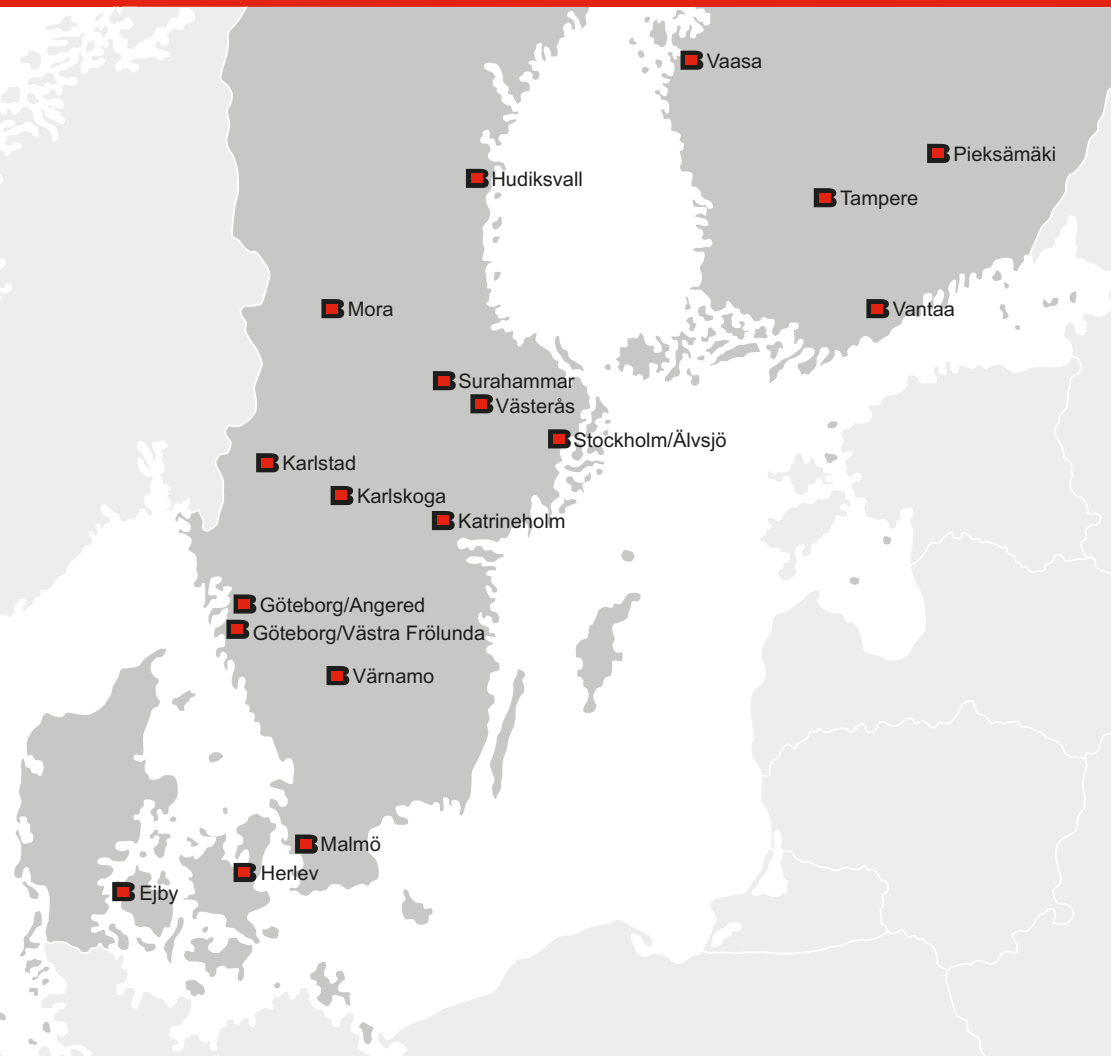 Vaasa
Pieksämäki
Hudiksvall
Tampere
Mora
Vantaa
Surahammar
Västerås
Stockholm/Älvsjö
Karlstad
Karlskoga
Katrineholm
Göteborg/Angered
Göteborg/Västra Frölunda
Värnamo
Malmö
Herlev
Ejby